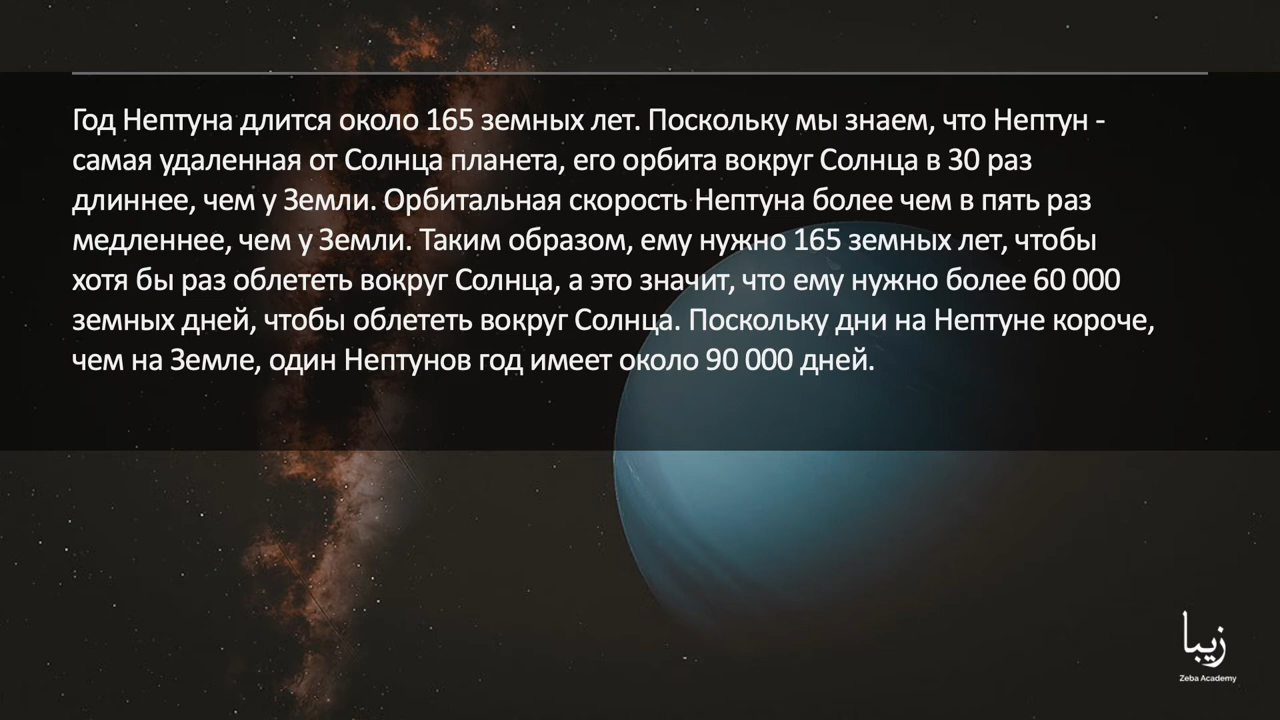 Год Нептуна длится около 165 земных лет. Поскольку мы знаем, что Нептун -
самая удаленная от Солнца планета, его орбита вокруг Солнца в 30 раз
длиннее, чем у Земли. Орбитальная скорость Нептуна более чем в пять раз
медленнее, чем у Земли. Таким образом, ему нужно 165 земных лет, чтобы
хотя бы раз облететь вокруг Солнца, а это значит, что ему нужно более 60 000
земных дней, чтобы облететь вокруг Солнца. Поскольку дни на Нептуне короче,
чем на Земле, один Нептунов год имеет около 90 000 дней.
زیبا
Zeba Academy